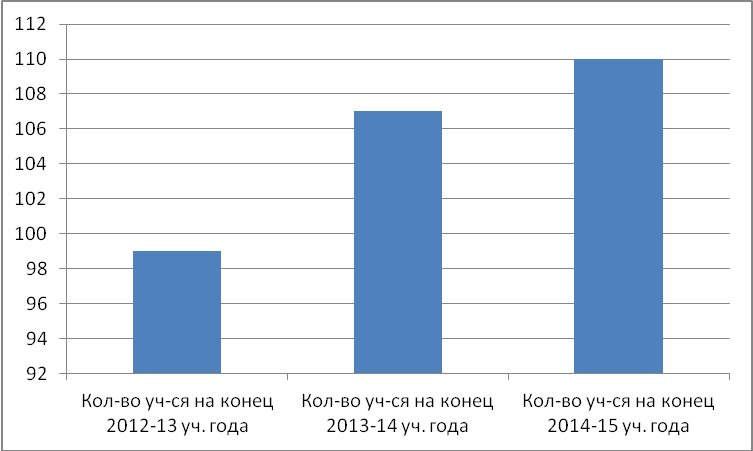 112
110
108
106
104
102
100
98
96
94
92
Кол-во уч-ся на конец
2012-13 уч. года
Кол-во уч-ся на конец
2013-14 уч. года
Кол-во уч-ся на конец
2014-15 уч. года